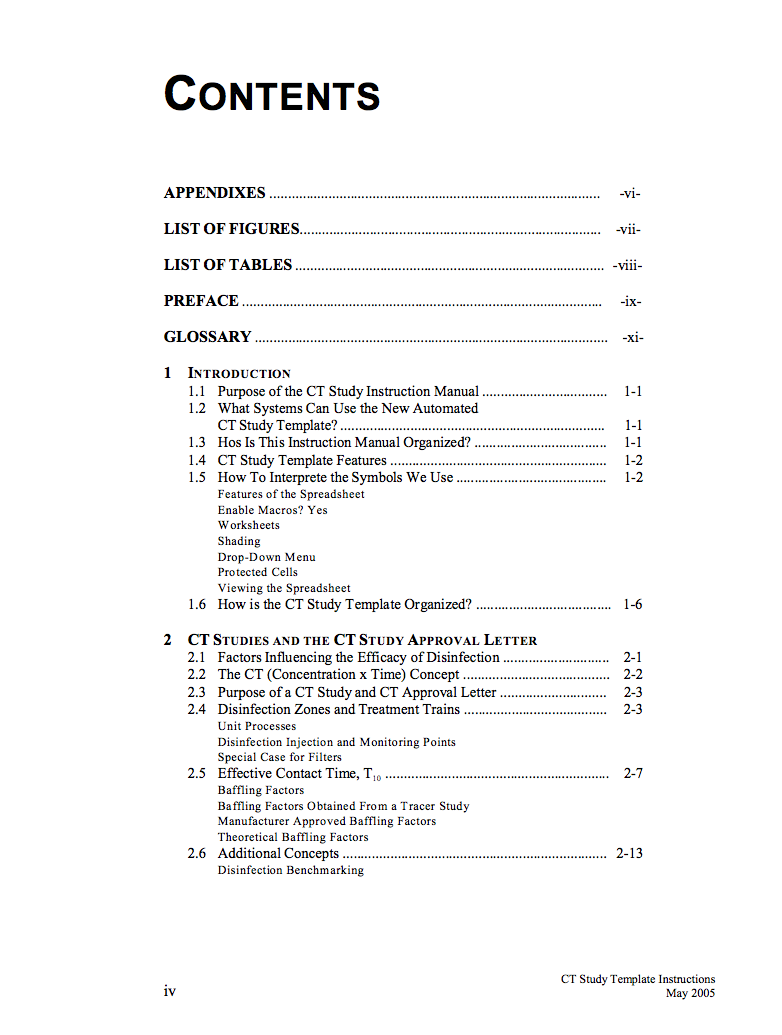 CONTENTS
APPENDIXES ........................................................................................ -vi-
LIST OF FIGURES................................................................................. -vii-
LIST OF TABLES ................................................................................... -viii-
PREFACE ................................................................................................. -ix-
GLOSSARY ............................................................................................... -xi-
1 INTRODUCTION
1.1 Purpose of the CT Study Instruction Manual .................................. 1-1
1.2 What Systems Can Use the New Automated
CT Study Template? ........................................................................ 1-1
1.3 Hos Is This Instruction Manual Organized? .................................... 1-1
1.4 CT Study Template Features ........................................................... 1-2
1.5 How To Interprete the Symbols We Use ......................................... 1-2
Features of the Spreadsheet
Enable Macros? Yes
Worksheets
Shading
Drop-Down Menu
Protected Cells
Viewing the Spreadsheet
1.6 How is the CT Study Template Organized? ..................................... 1-6
2 CT STUDIES AND THE CT STUDY APPROVAL LETTER
2.1 Factors Influencing the Efficacy of Disinfection ............................. 2-1
2.2 The CT (Concentration x Time) Concept ........................................ 2-2
2.3 Purpose of a CT Study and CT Approval Letter ............................. 2-3
2.4 Disinfection Zones and Treatment Trains ....................................... 2-3
Unit Processes
Disinfection Injection and Monitoring Points
Special Case for Filters
2.5 Effective Contact Time, T10 ............................................................. 2-7
Baffling Factors
Baffling Factors Obtained From a Tracer Study
Manufacturer Approved Baffling Factors
Theoretical Baffling Factors
2.6 Additional Concepts ........................................................................ 2-13
Disinfection Benchmarking
CT Study Template Instructions
iv May 2005